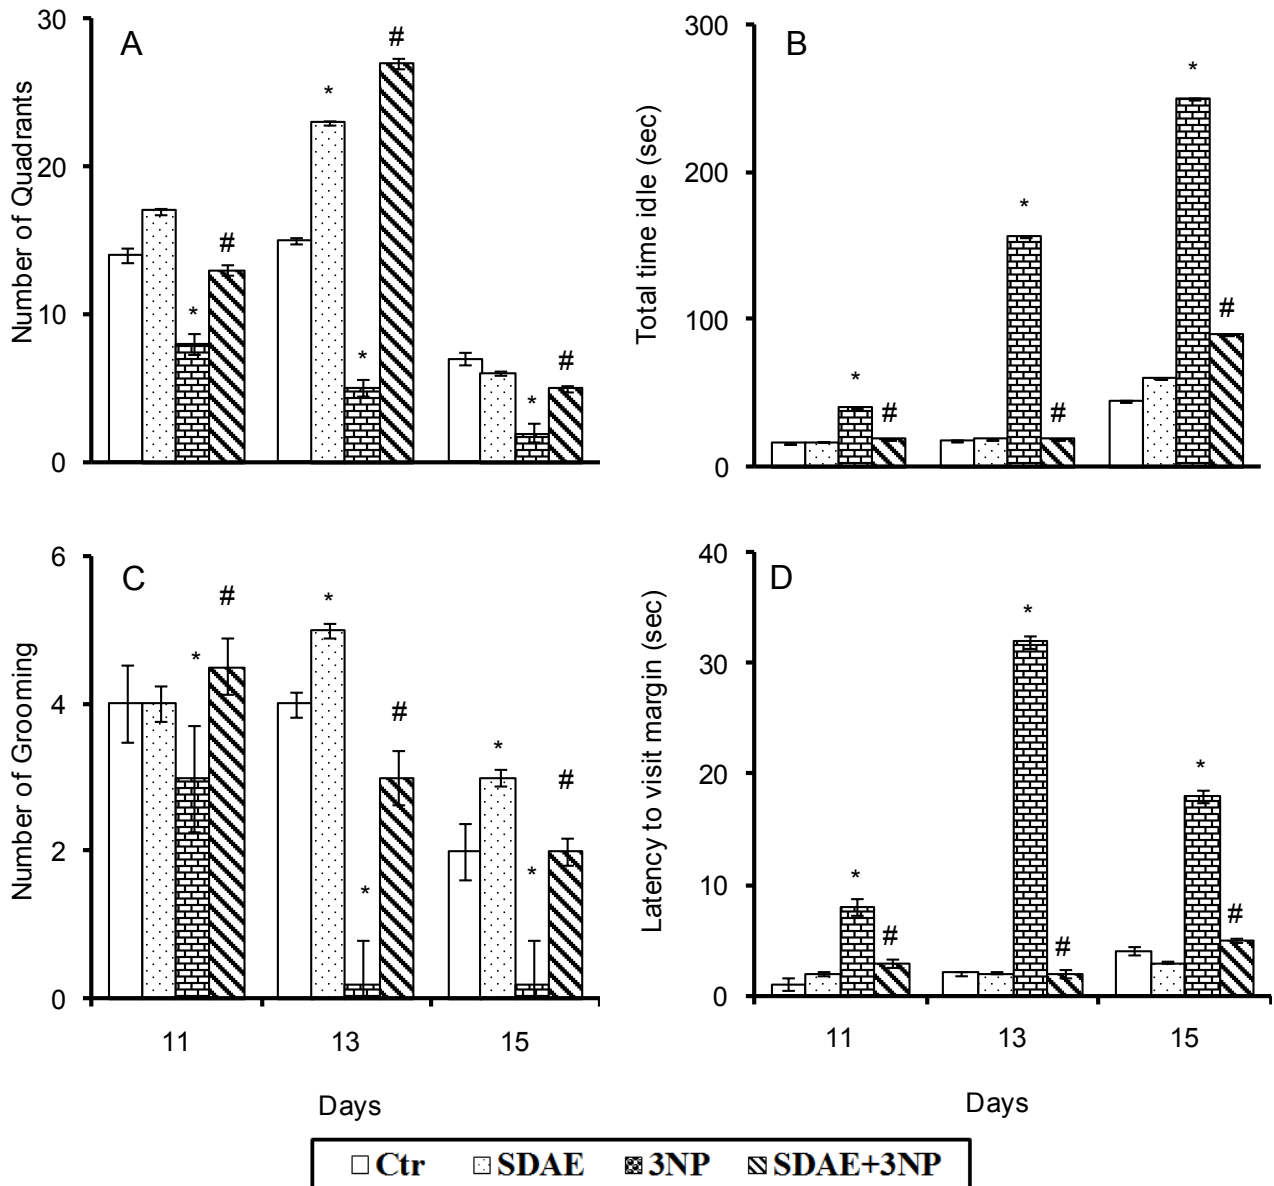 A
Number of Quadrants
30
20
10
0
* # * * # * * #
B
Total time idle (sec)
300
200
100
0
* # * # * #
C
Number of Grooming
6
4
2
0
* # * * # * * #
11 13 15
Days
D
Latency to visit margin (sec)
40
30
20
10
0
* # * # * #
11 13 15
Days
Ctr SDAE 3NP SDAE+3NP